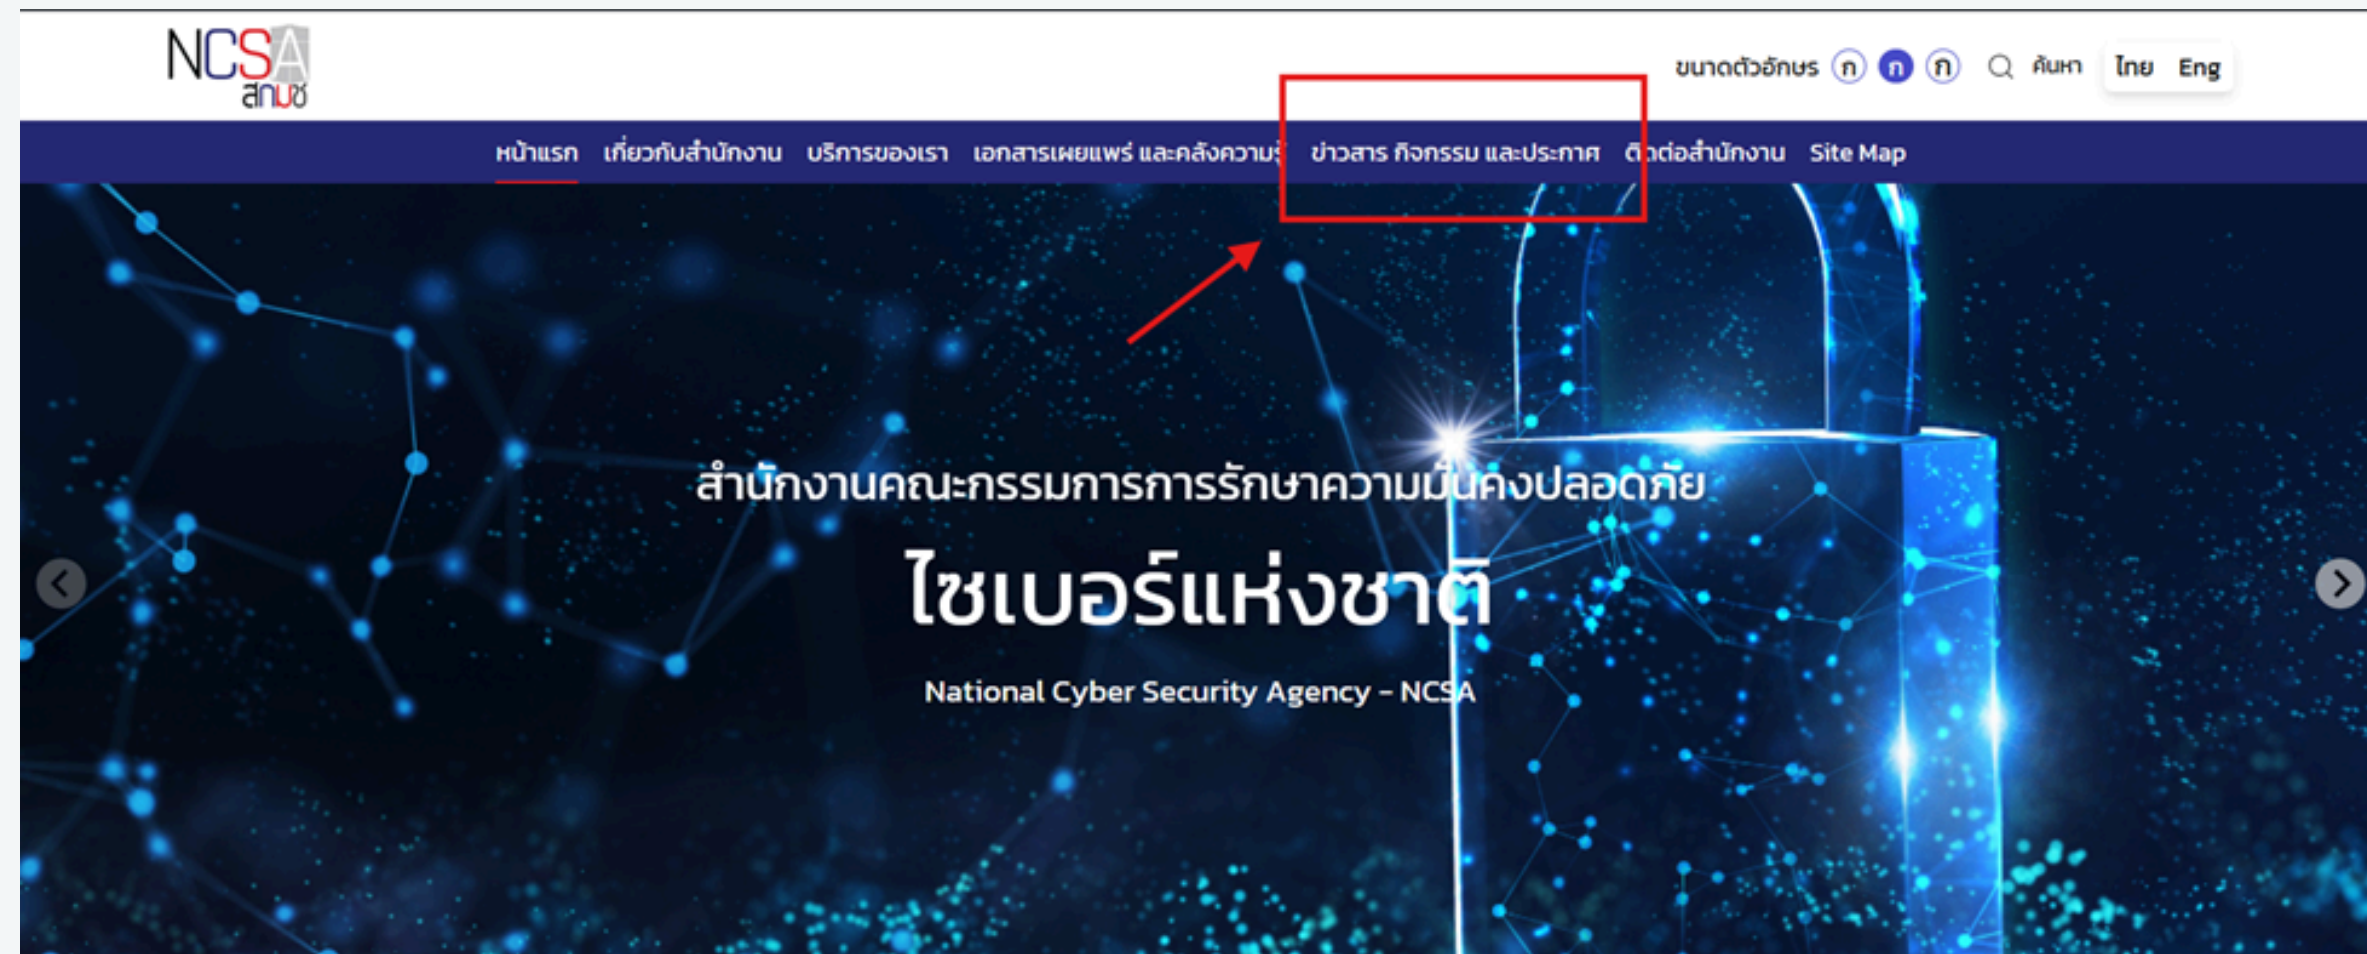 NCSA
สกมช
ขนาดตัวอักษร ก ก ก ค้นหา ไทย Eng
หน้าแรก เกี่ยวกับสำนักงาน บริการของเรา เอกสารเผยแพร่ และคลังความรู้ ข่าวสาร กิจกรรม และประกาศ ติดต่อสำนักงาน Site Map
สำนักงานคณะกรรมการการรักษาความมั่นคงปลอดภัย
ไซเบอร์แห่งชาติ
National Cyber Security Agency – NCSA